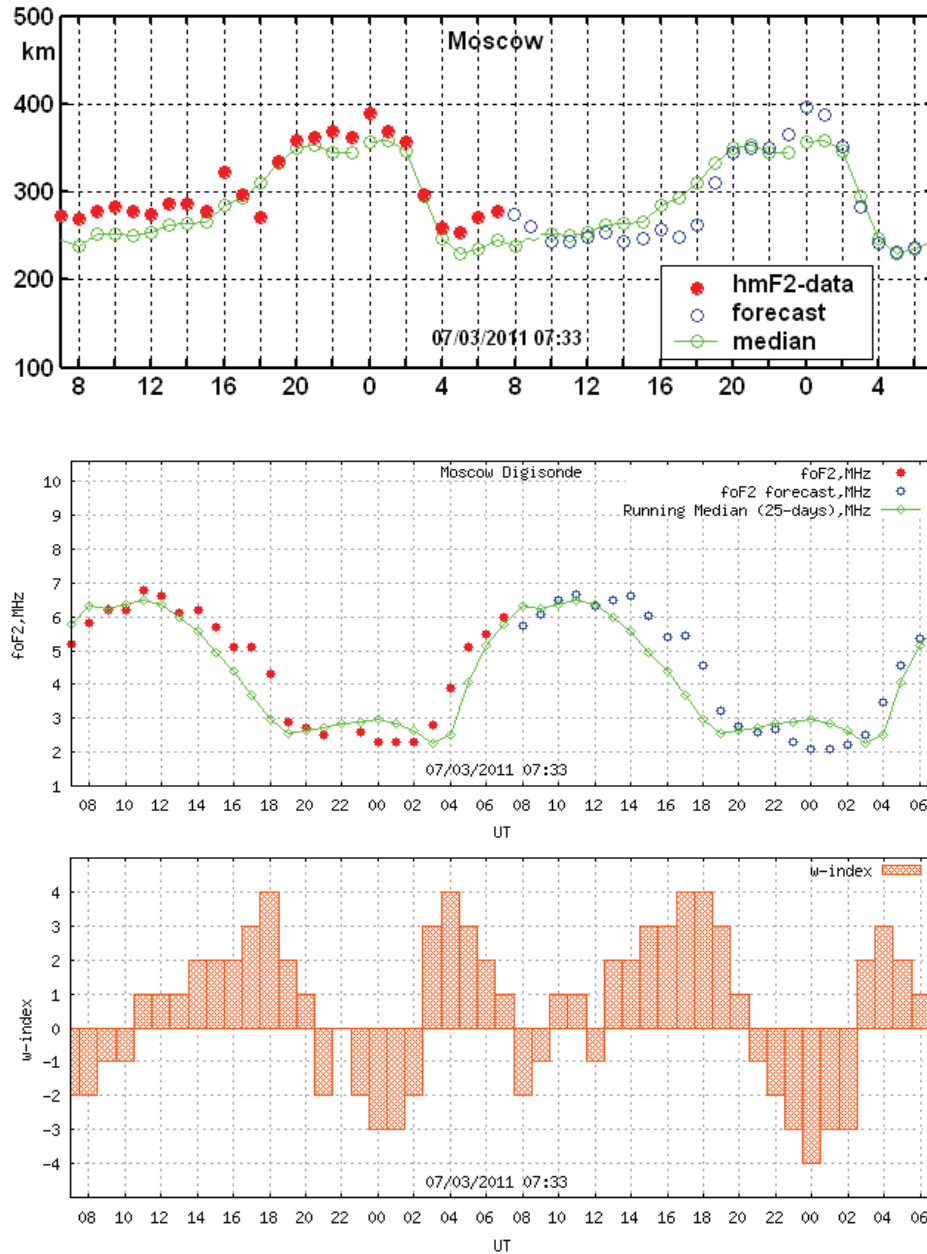 500
km
Moscow
400
300
200
100
hmF2-data
forecast
median
07/03/2011 07:33
8 12 16 20 0 4 8 12 16 20 0 4
Moscow Digisonde
foF2,MHz
foF2 forecast,MHz
Running Median (25-days),MHz
10
9
8
7
6
5
4
3
2
1
foF2,MHz
07/03/2011 07:33
08 10 12 14 16 18 20 22 00 02 04 06 08 10 12 14 16 18 20 22 00 02 04 06
UT
w-index
4
3
2
1
0
-1
-2
-3
-4
w-index
07/03/2011 07:33
08 10 12 14 16 18 20 22 00 02 04 06 08 10 12 14 16 18 20 22 00 02 04 06
UT